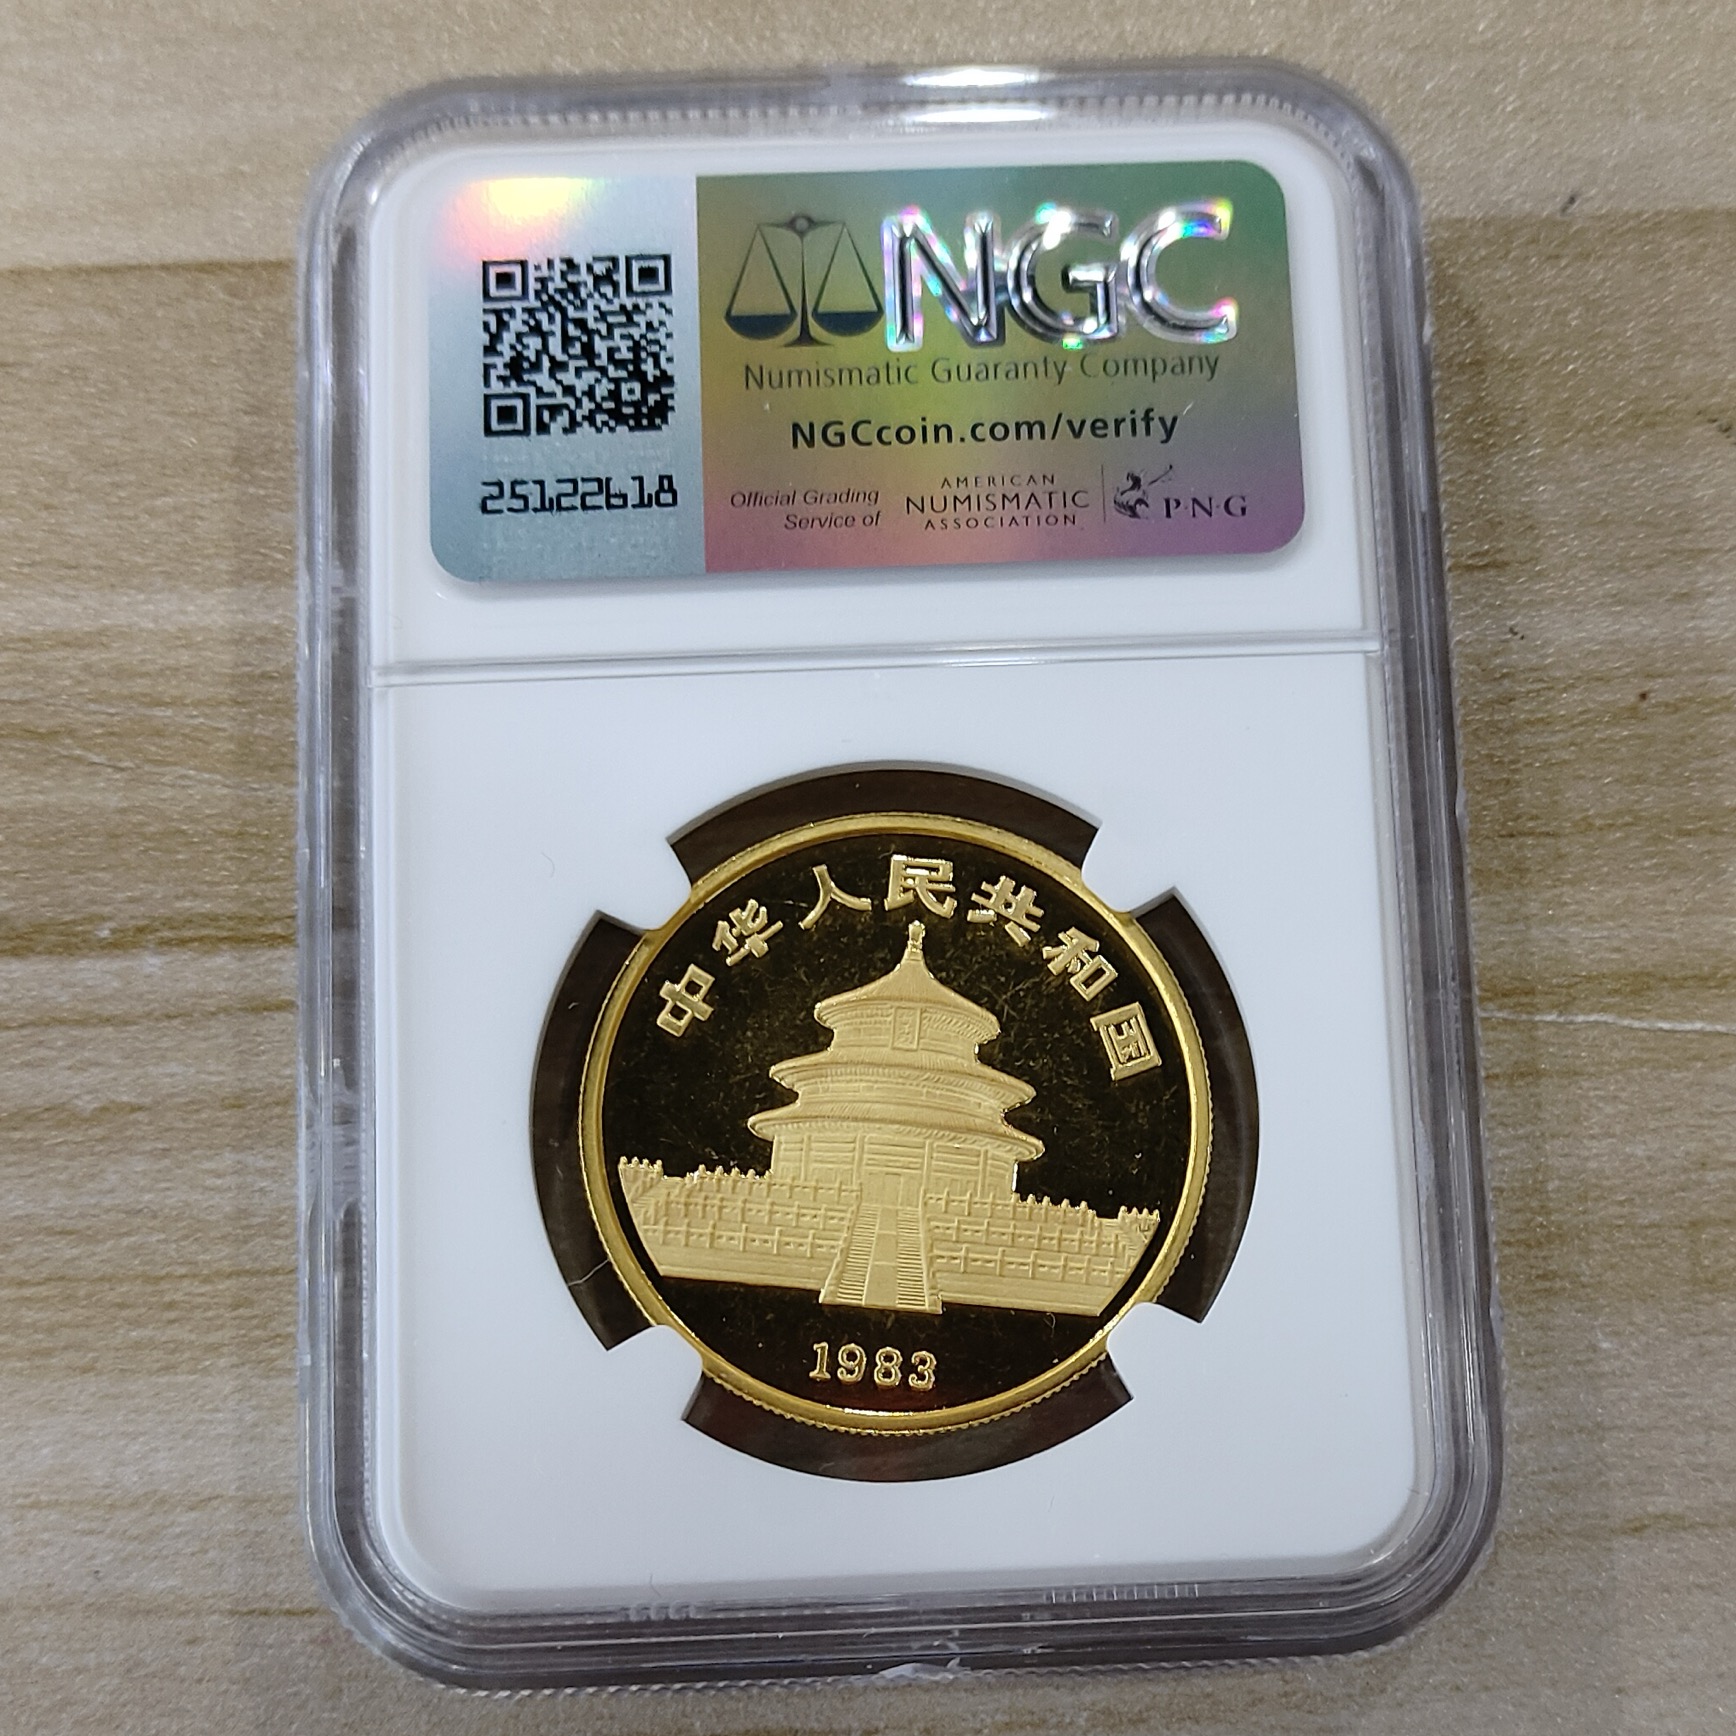 NGC
Numismatic Guaranty Company
NGCcoin.com/verify
25122618
Official Grading
Service of
AMERICAN
NUMISMATIC
ASSOCIATION
P·N·G
中华人民共和国
1983